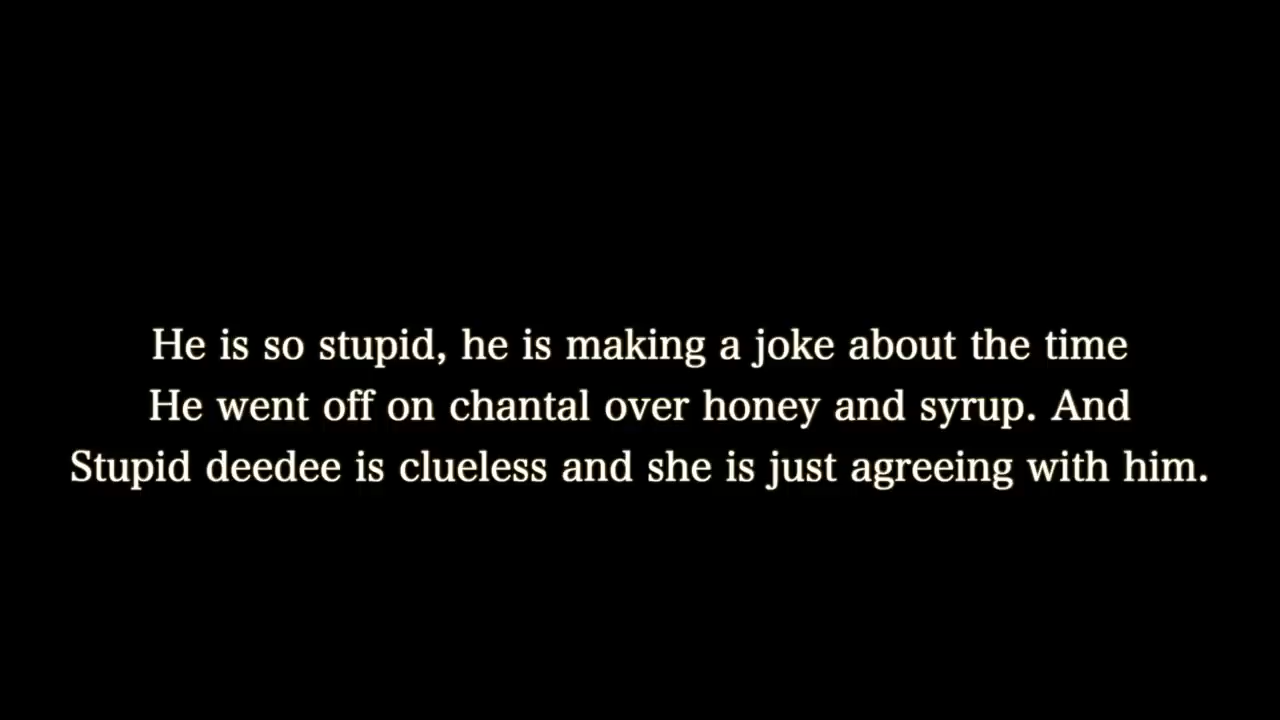 He is so stupid, he is making a joke about the time
He went off on chantal over honey and syrup. And
Stupid deedee is clueless and she is just agreeing with him.